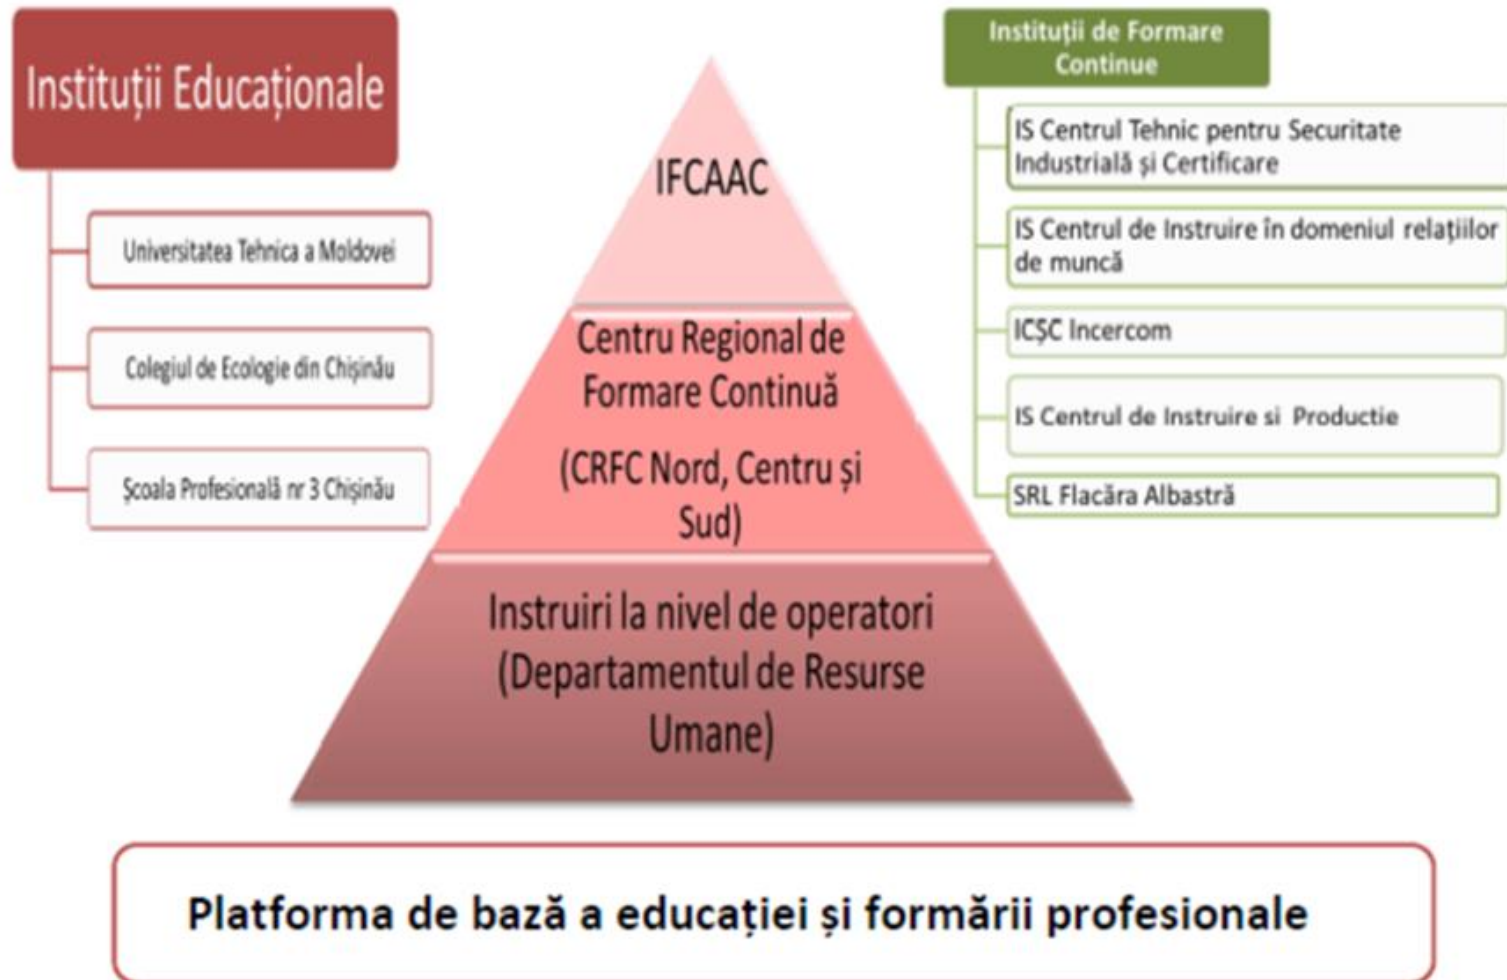 Instituții Educaționale
Universitatea Tehnica a Moldovei
Colegiul de Ecologie din Chișinău
Școala Profesională nr 3 Chișinău
IFCAAC
Centru Regional de
Formare Continuă
(CRFC Nord, Centru și
Sud)
Instruiri la nivel de operatori
(Departamentul de Resurse
Umane)
Instituții de Formare
Continue
IS Centrul Tehnic pentru Securitate
Industrială și Certificare
IS Centrul de Instruire în domeniul relațiilor
de muncă
ICȘC Incercom
IS Centrul de Instruire si Productie
SRL Flacăra Albastră
Platforma de bază a educației și formării profesionale